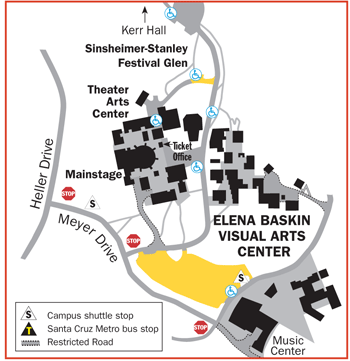 Kerr Hall
Sinsheimer-Stanley
Festival Glen
Theater
Arts
Center
Ticket
Office
Mainstage
Heller Drive
STOP
S
Meyer Drive
STOP
ELENA BASKIN
VISUAL ARTS
CENTER
S
STOP
Music
Center
S Campus shuttle stop
T Santa Cruz Metro bus stop
Restricted Road